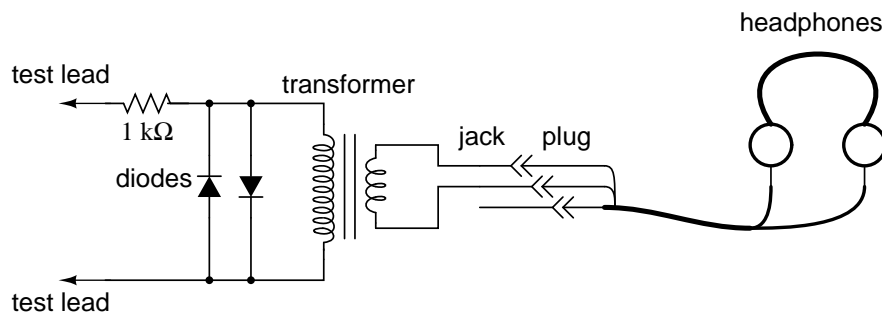 headphones
test lead
transformer
1 kΩ
jack
plug
diodes
test lead